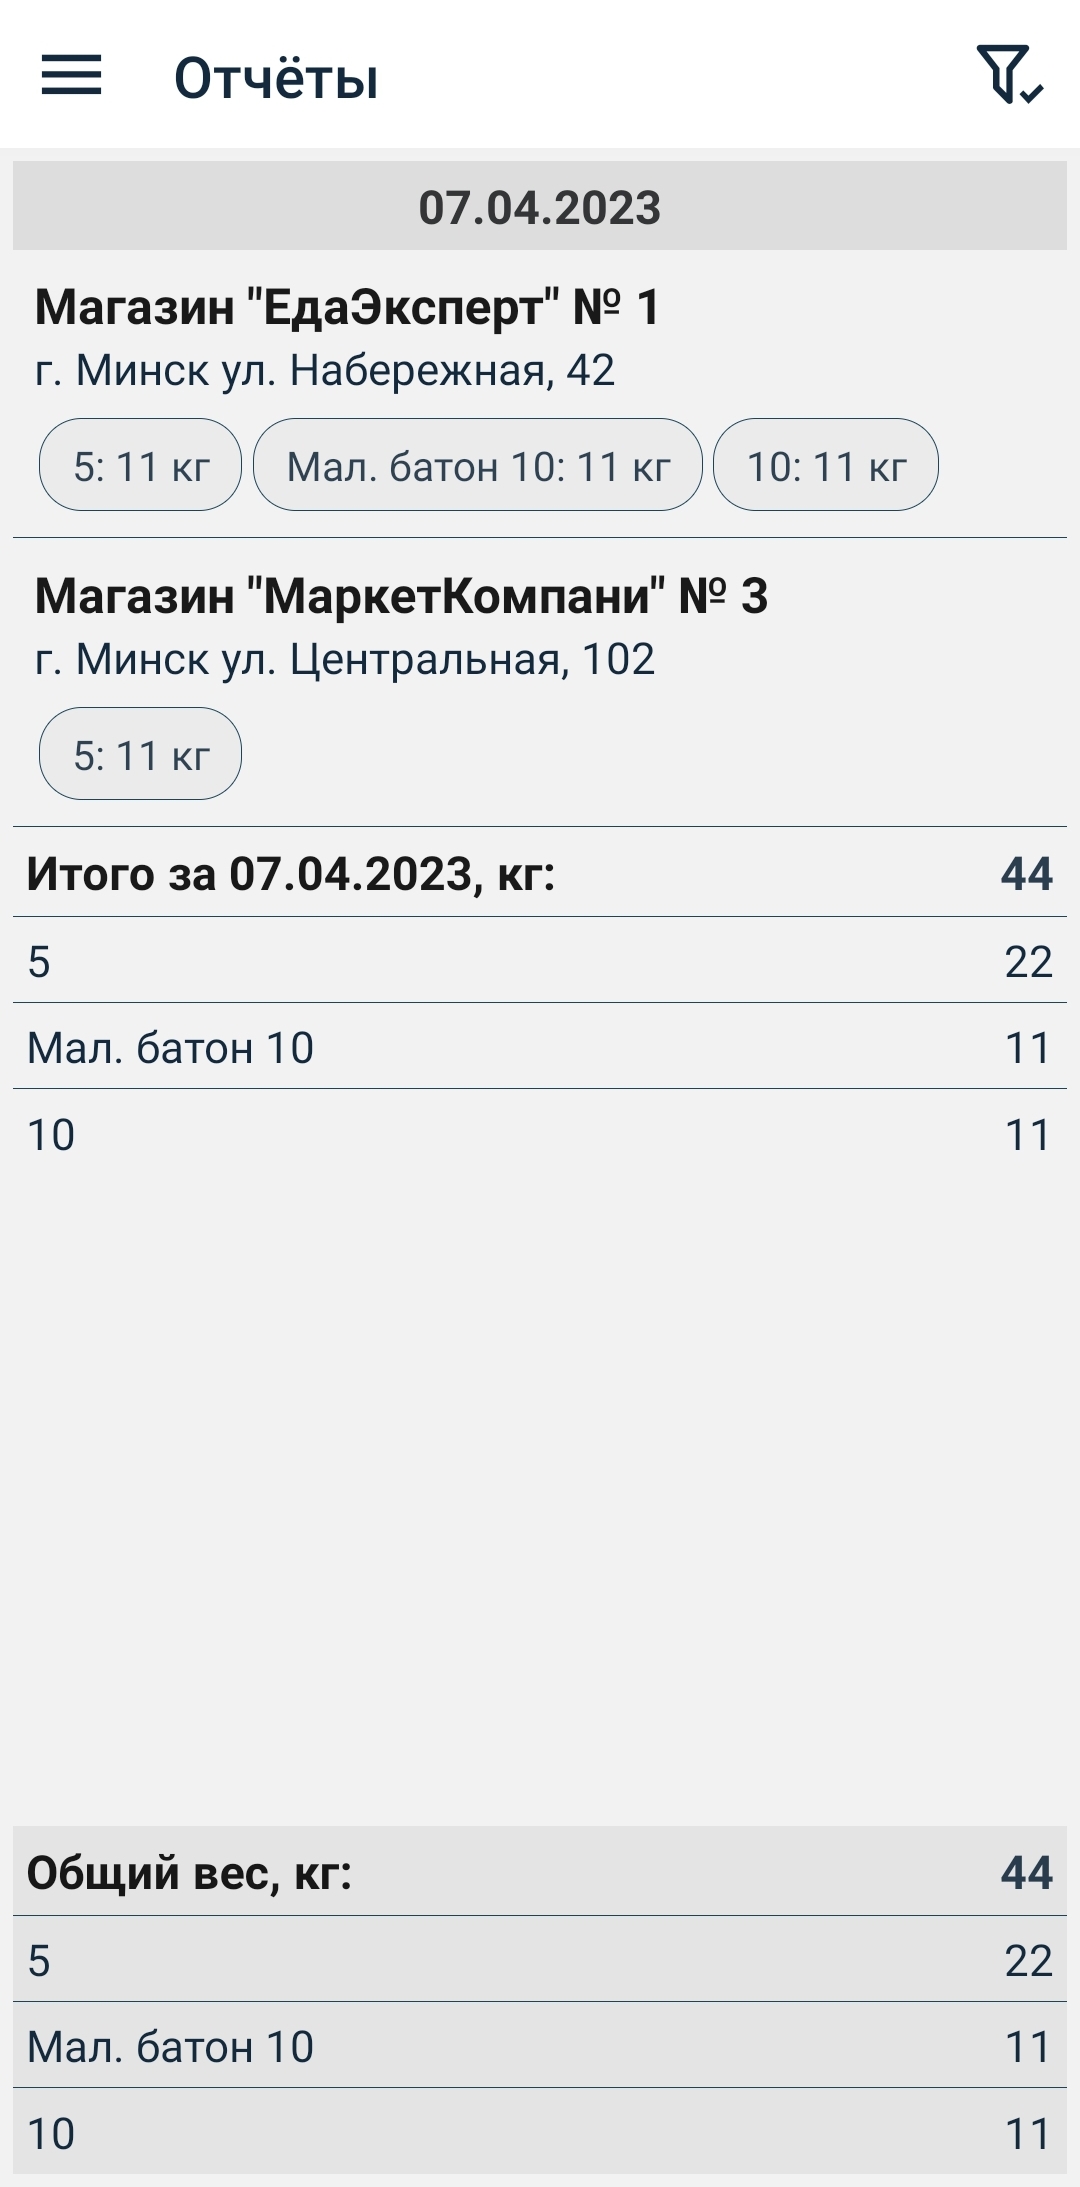 Отчёты
07.04.2023
Магазин "ЕдаЭксперт" № 1
г. Минск ул. Набережная, 42
5: 11 кг Мал. батон 10: 11 кг 10: 11 кг
Магазин "МаркетКомпани" № 3
г. Минск ул. Центральная, 102
5: 11 кг
Итого за 07.04.2023, кг: 44
5 22
Мал. батон 10 11
10 11
Общий вес, кг: 44
5 22
Мал. батон 10 11
10 11